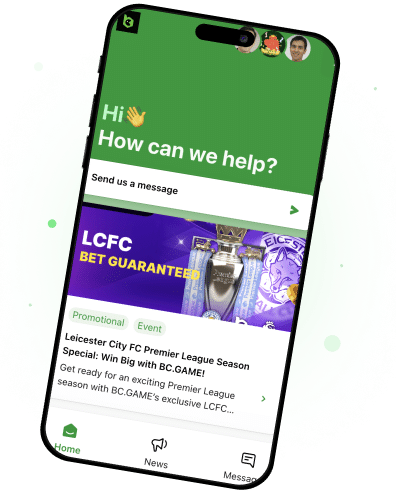 Hi👋
How can we help?
Send us a message
LCFC
BET GUARANTEED
Promotional
Event
Leicester City FC Premier League Season
Special: Win Big with BC.GAME!
Get ready for an exciting Premier League
season with BC.GAME's exclusive LCFC...
Home
News
Messag